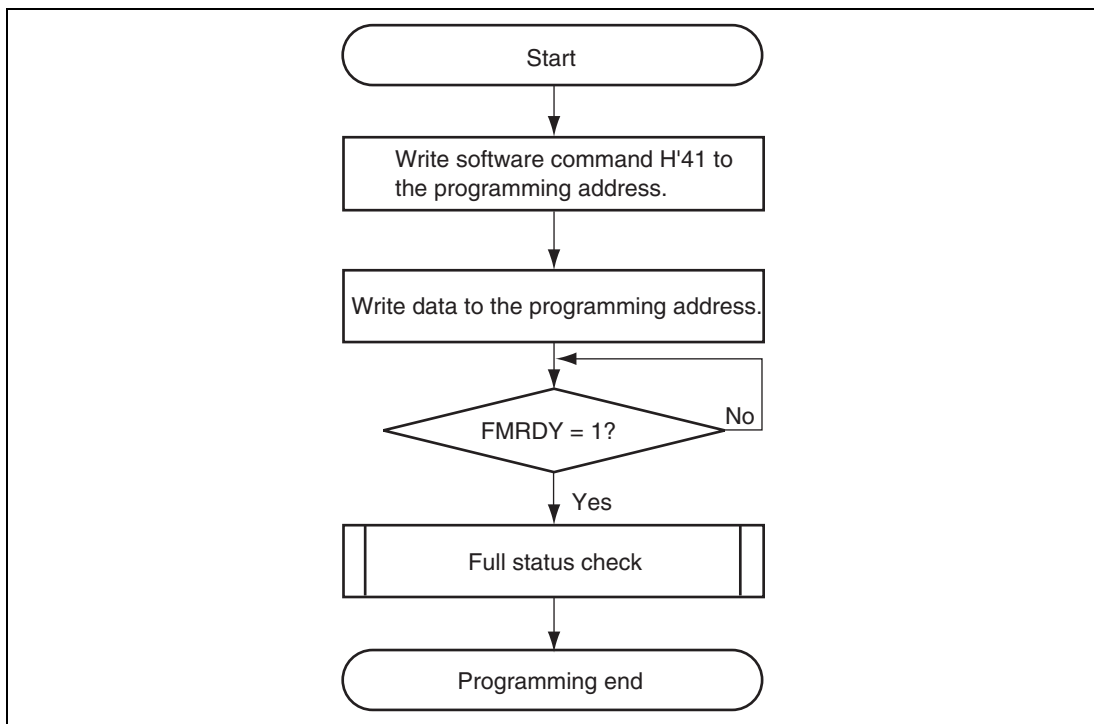 Start
Write software command H'41 to
the programming address.
Write data to the programming address.
FMRDY = 1?
No
Yes
Full status check
Programming end